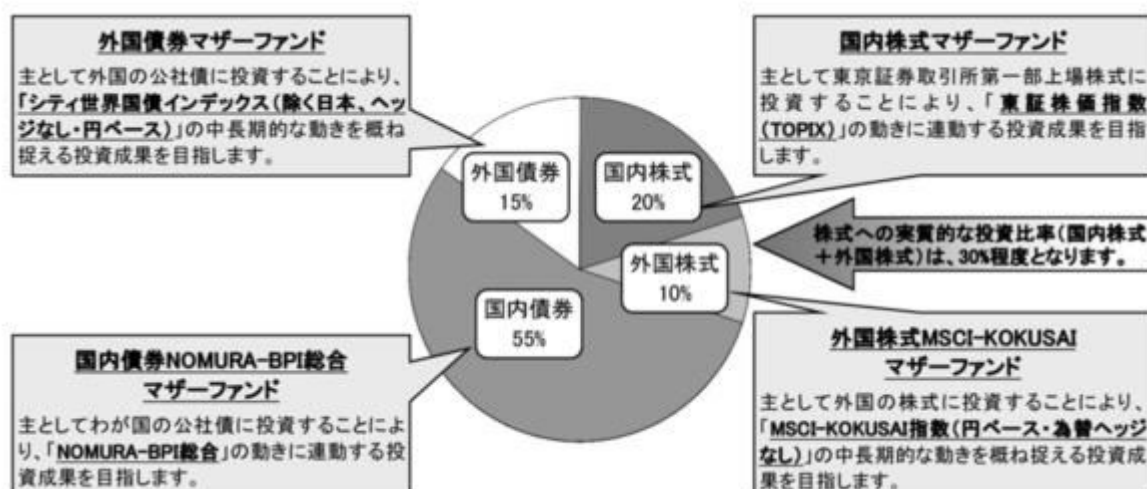 外国債券マザーファンド
主として外国の公社債に投資することにより、
「シティ世界国債インデックス(除く日本、ヘッ
ジなし・円ベース)」の中長期的な動きを概ね
捉える投資成果を目指します。
国内株式マザーファンド
主として東京証券取引所第一部上場株式に
投資することにより、「東証株価指数
(TOPIX)」の動きに連動する投資成果を目指
します。
外国債券
15%
国内株式
20%
株式への実質的な投資比率(国内株式
+外国株式)は、30%程度となります。
外国株式
10%
国内債券
55%
国内債券NOMURA-BPI総合
マザーファンド
主としてわが国の公社債に投資することによ
り、「NOMURA-BPI総合」の動きに連動する投
資成果を目指します。
外国株式MSCI-KOKUSAI
マザーファンド
主として外国の株式に投資することにより、
「MSCI-KOKUSAI指数(円ベース・為替ヘッジ
なし)」の中長期的な動きを概ね捉える投資成
果を目指します。